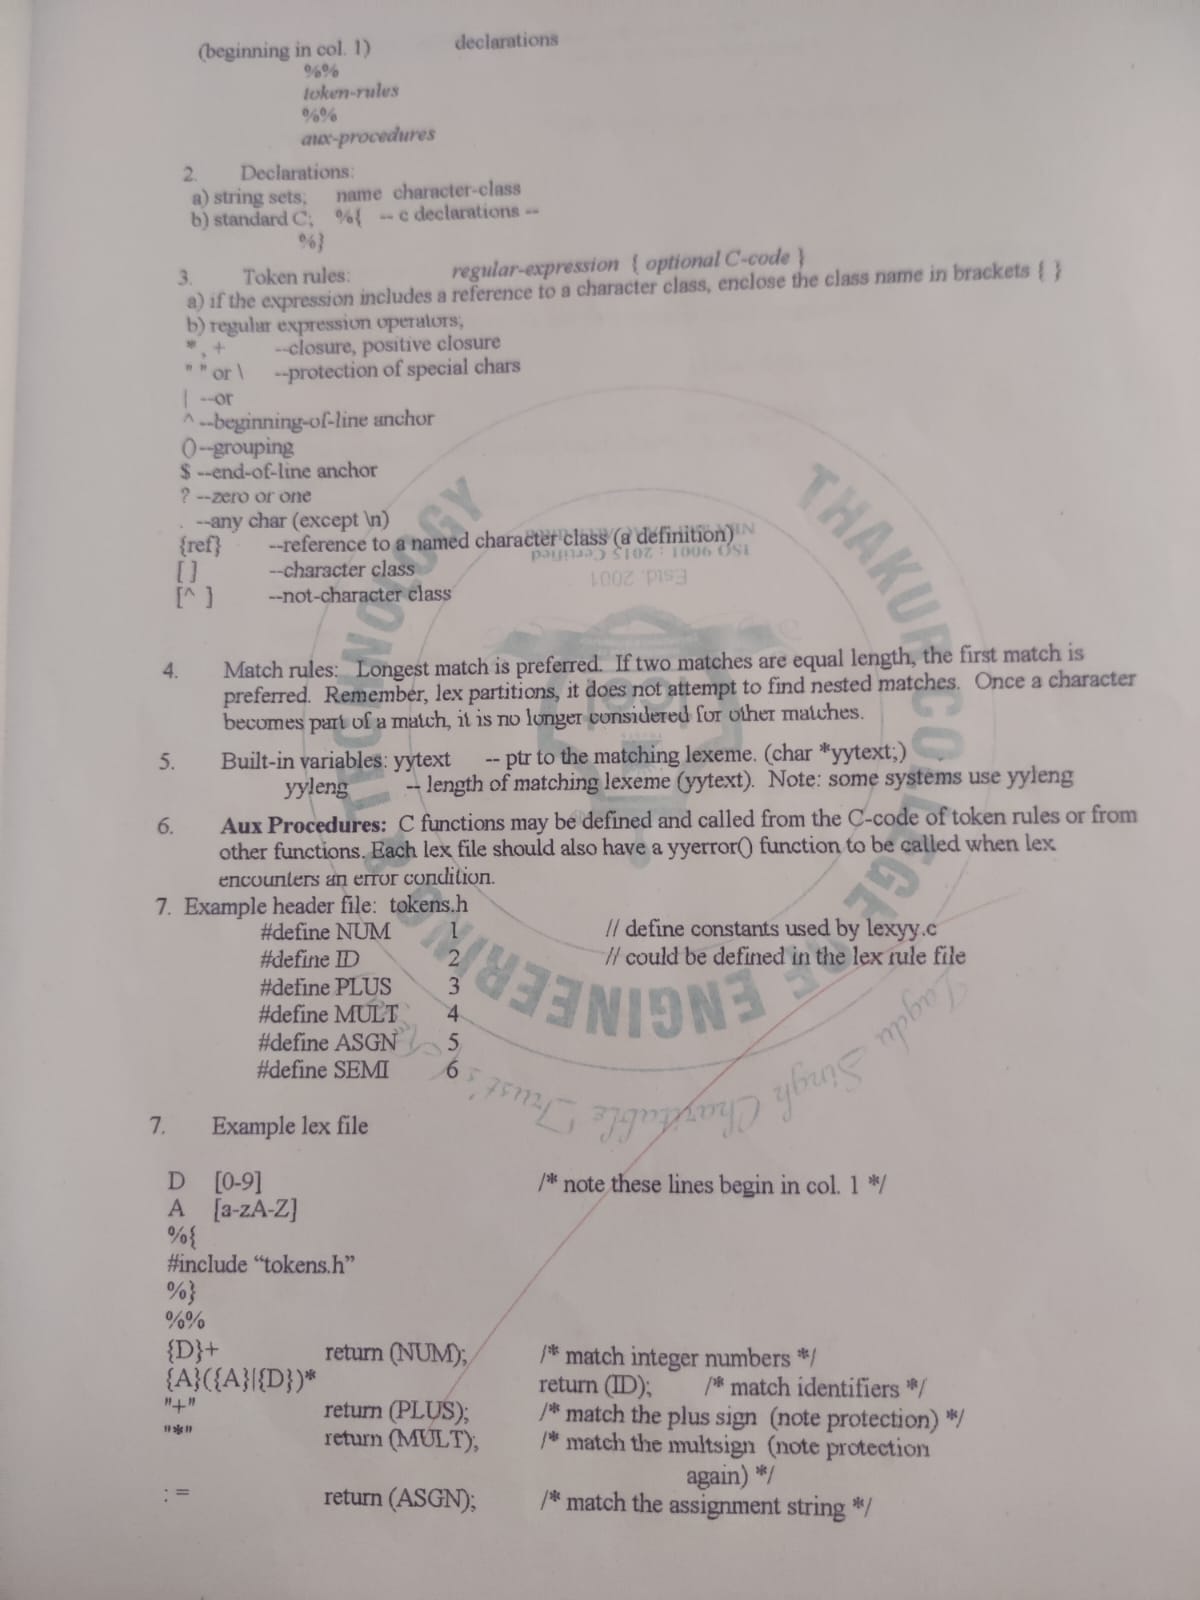 (beginning in col. 1) declarations
%%
token-rules
%%
aux-procedures
2. Declarations:
a) string sets; name character-class
b) standard C; %{ -- c declarations --
%}
3. Token rules: regular-expression { optional C-code }
a) if the expression includes a reference to a character class, enclose the class name in brackets { }
b) regular expression operators;
* , + --closure, positive closure
" " or \ --protection of special chars
| --or
^ --beginning-of-line anchor
() --grouping
$ --end-of-line anchor
? --zero or one
. --any char (except \n)
{ref} --reference to a named character class (a definition)
[ ] --character class
[^ ] --not-character class
4. Match rules: Longest match is preferred. If two matches are equal length, the first match is
preferred. Remember, lex partitions, it does not attempt to find nested matches. Once a character
becomes part of a match, it is no longer considered for other matches.
5. Built-in variables: yytext -- ptr to the matching lexeme. (char *yytext;)
yyleng -- length of matching lexeme (yytext). Note: some systems use yyleng
6. Aux Procedures: C functions may be defined and called from the C-code of token rules or from
other functions. Each lex file should also have a yyerror() function to be called when lex
encounters an error condition.
7. Example header file: tokens.h
#define NUM 1 // define constants used by lexyy.c
#define ID 2 // could be defined in the lex rule file
#define PLUS 3
#define MULT 4
#define ASGN 5
#define SEMI 6
7. Example lex file
D [0-9] /* note these lines begin in col. 1 */
A [a-zA-Z]
%{
#include “tokens.h”
%}
%%
{D}+ return (NUM); /* match integer numbers */
{A}({A}|{D})* return (ID); /* match identifiers */
"+" return (PLUS); /* match the plus sign (note protection) */
"*" return (MULT); /* match the multsign (note protection
again) */
: = return (ASGN); /* match the assignment string */
THAKUR COLLEGE OF ENGINEERING & TECHNOLOGY
ISO 9001 : 2015 Certified
Estd. 2001
Singh Charitable Trust's